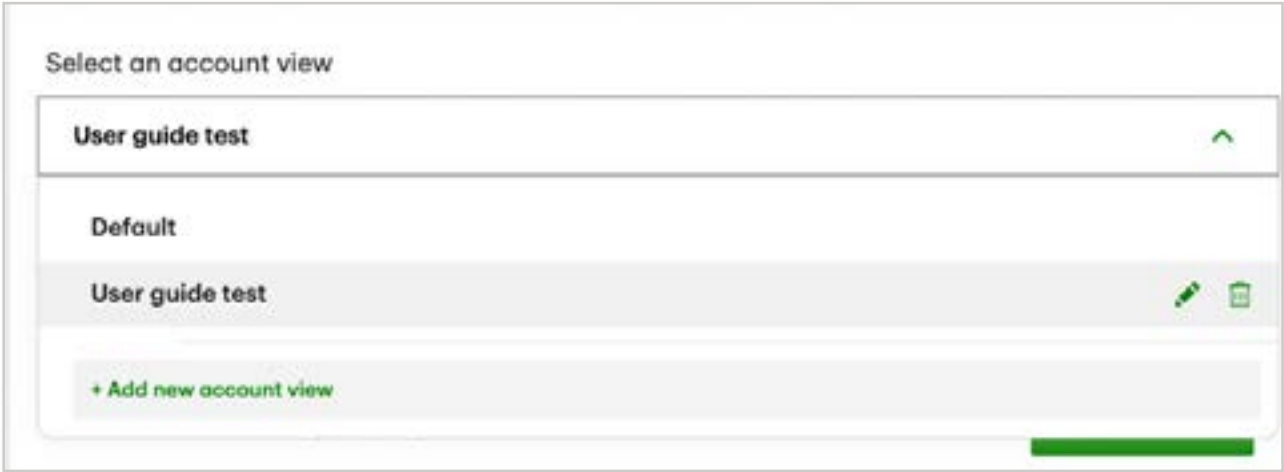 Select an account view
User guide test
Default
User guide test
+ Add new account view